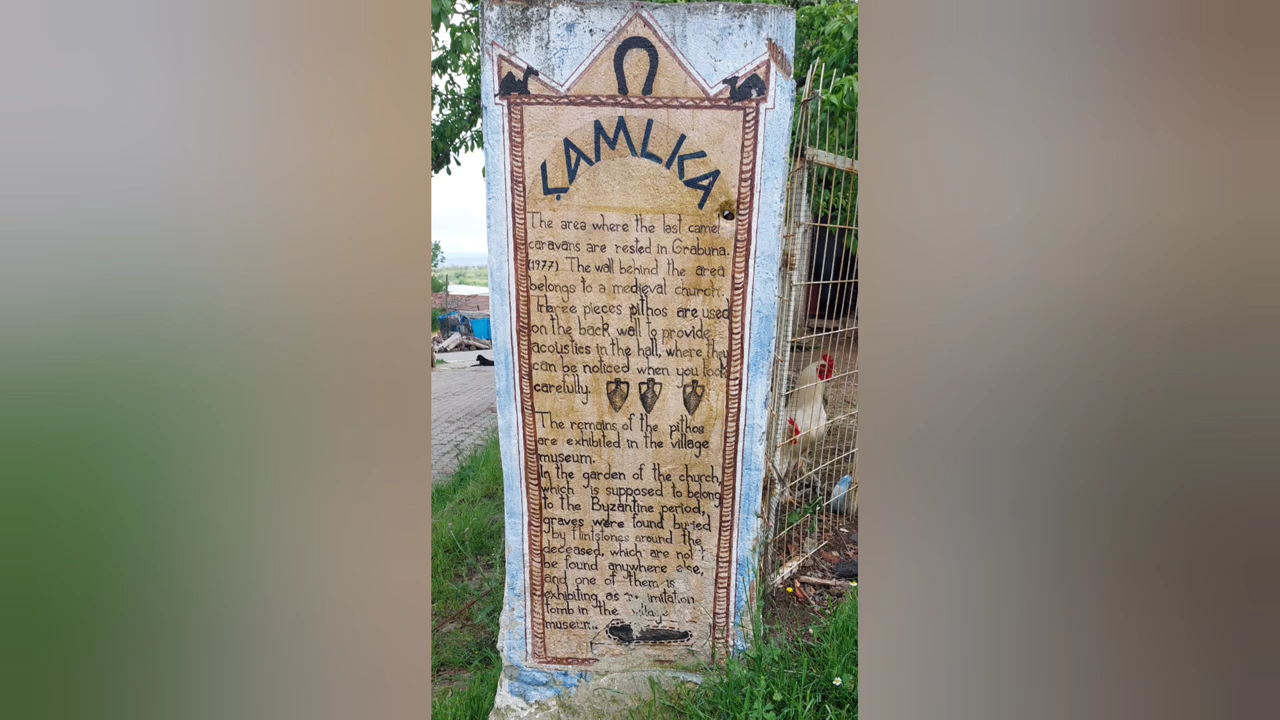 ÇAMLICA
The area where the last camel
caravans are rested in Grabuna.
(1977) The wall behind the area
belongs to a medieval church.
Three pieces pithos are used
on the back wall to provide
acoustics in the hall, where they
can be noticed when you look
carefully.
The remains of the pithos
are exhibited in the village
museum.
In the garden of the church,
which is supposed to belong
to the Byzantine period,
graves were found buried
by flintstones around the
deceased, which are not
be found anywhere else,
and one of them is
exhibiting as imitation
tomb in the village
museum.